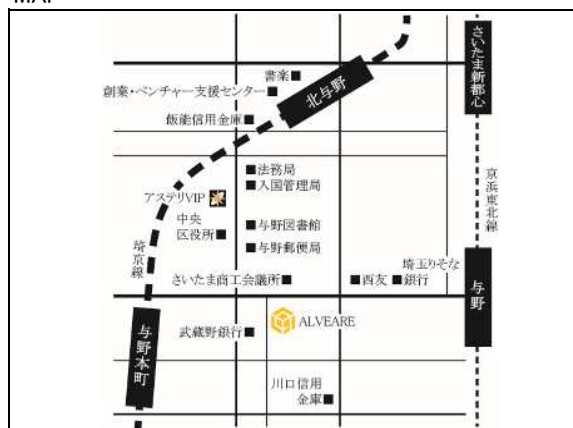 MAP
さいたま新都心
書楽
北与野
創業・ベンチャー支援センター
飯能信用金庫
法務局
入国管理局
京浜東北線
アステリVIP
中央
区役所
与野図書館
与野郵便局
埼京線
埼玉りそな
銀行
さいたま商工会議所
西友
与野
ALVEARE
武蔵野銀行
与野本町
川口信用
金庫